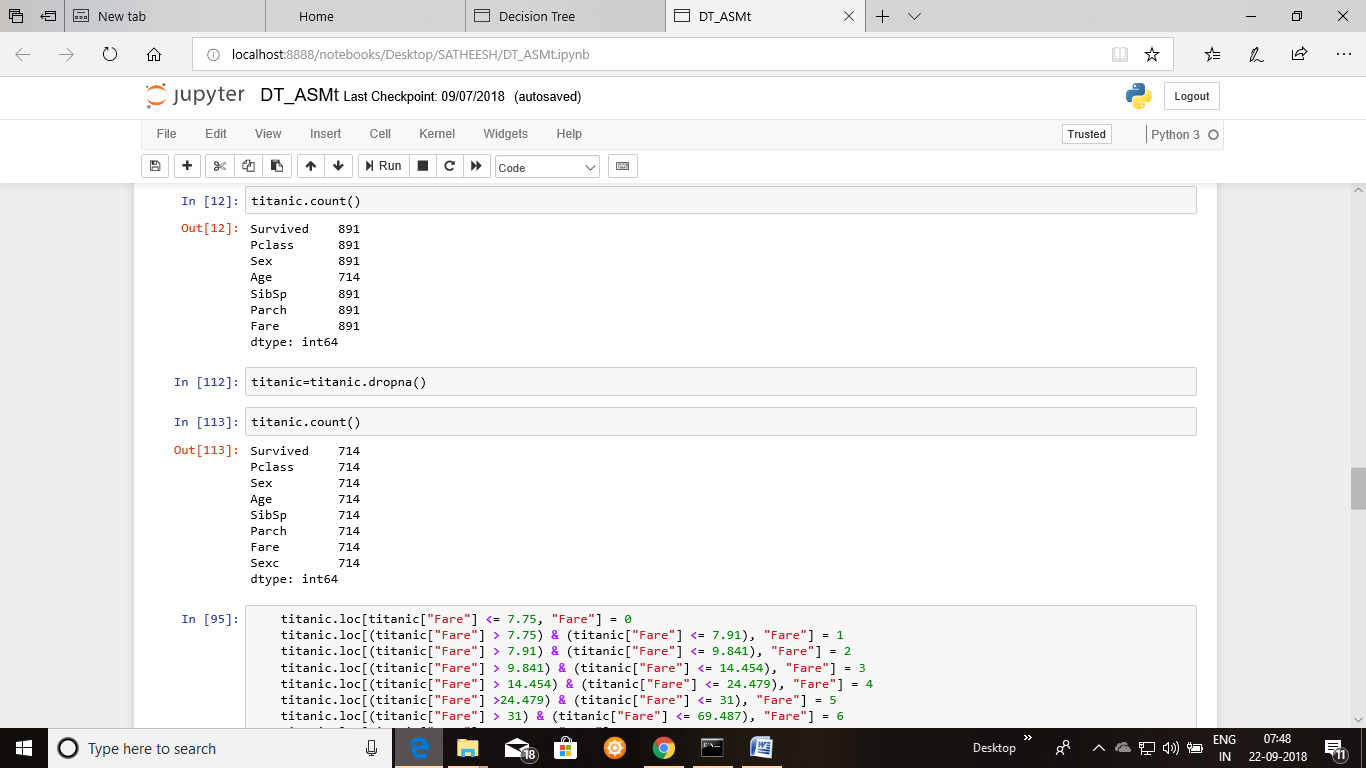 New tab
Home
Decision Tree
DT_ASMt
localhost:8888/notebooks/Desktop/SATHEESH/DT_ASMt.ipynb
jupyter DT_ASMt Last Checkpoint: 09/07/2018 (autosaved)
Logout
File Edit View Insert Cell Kernel Widgets Help
Trusted
Python 3
Run
Code
In [12]: titanic.count()
Out[12]: Survived 891
Pclass 891
Sex 891
Age 714
SibSp 891
Parch 891
Fare 891
dtype: int64
In [112]: titanic=titanic.dropna()
In [113]: titanic.count()
Out[113]: Survived 714
Pclass 714
Sex 714
Age 714
SibSp 714
Parch 714
Fare 714
Sexc 714
dtype: int64
In [95]: titanic.loc[titanic["Fare"] <= 7.75, "Fare"] = 0
titanic.loc[(titanic["Fare"] > 7.75) & (titanic["Fare"] <= 7.91), "Fare"] = 1
titanic.loc[(titanic["Fare"] > 7.91) & (titanic["Fare"] <= 9.841), "Fare"] = 2
titanic.loc[(titanic["Fare"] > 9.841) & (titanic["Fare"] <= 14.454), "Fare"] = 3
titanic.loc[(titanic["Fare"] > 14.454) & (titanic["Fare"] <= 24.479), "Fare"] = 4
titanic.loc[(titanic["Fare"] >24.479) & (titanic["Fare"] <= 31), "Fare"] = 5
titanic.loc[(titanic["Fare"] > 31) & (titanic["Fare"] <= 69.487), "Fare"] = 6
Type here to search
18
Desktop
ENG
IN
07:48
22-09-2018
11